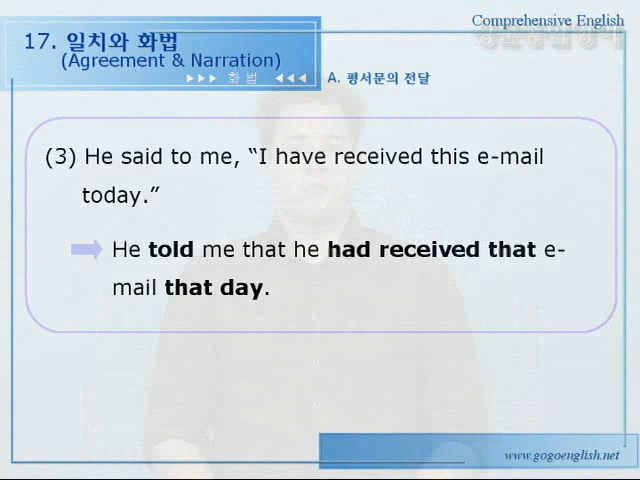 Comprehensive English
17. 일치와 화법
(Agreement & Narration)
▶▶▶ 화 법 ◀◀◀
A. 평서문의 전달
(3) He said to me, “I have received this e-mail
today.”
He told me that he had received that e-
mail that day.
www.gogoenglish.net